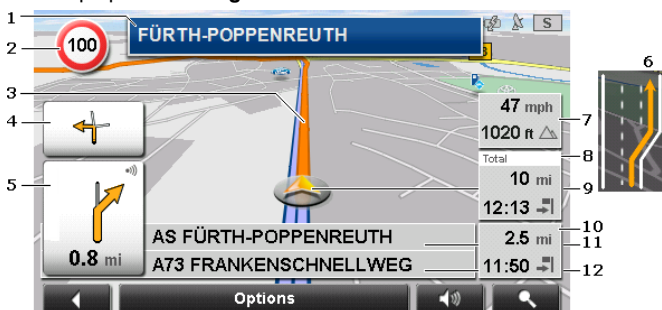 1
FÜRTH-POPPENREUTH
S
2
100
3
6
47 mph
7
4
1020 ft
Total
8
5
10 mi
9
12:13
10
AS FÜRTH-POPPENREUTH
2.5 mi
11
0.8 mi
A73 FRANKENSCHNELLWEG
11:50
12
Options